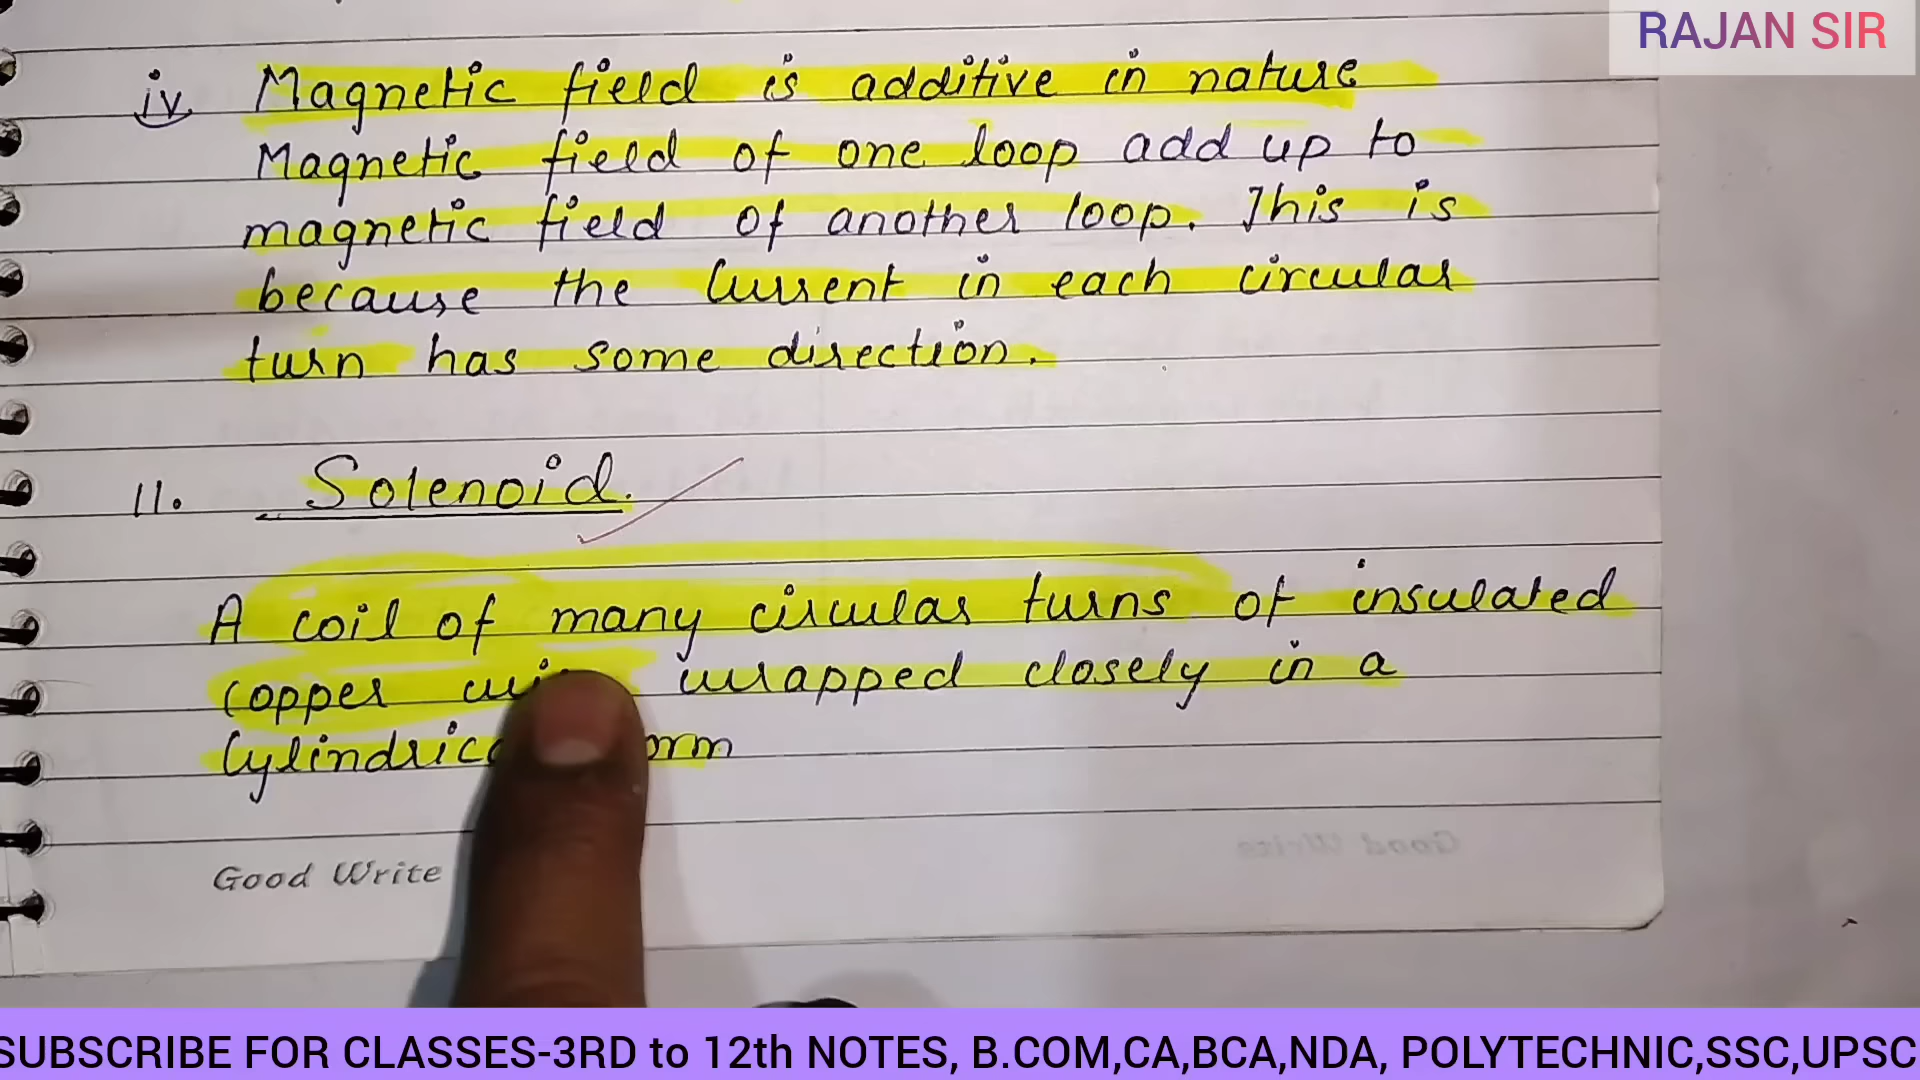 RAJAN SIR
iv. Magnetic field is additive in nature
Magnetic field of one loop add up to
magnetic field of another loop. This is
because the Current in each circular
turn has some direction.
11. Solenoid.
A coil of many circular turns of insulated
Copper wrapped closely in a
Cylindrical form
Good Write
SUBSCRIBE FOR CLASSES-3RD to 12th NOTES, B.COM,CA,BCA,NDA, POLYTECHNIC,SSC,UPSC